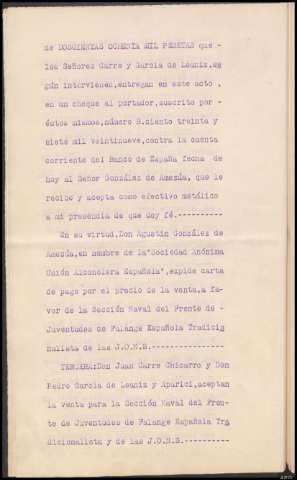 de DOSCIENTAS OCHENTA MIL PESETAS que -
los Señores Carre y García de Leaniz,se
gún intervienen,entregan en este acto ,
en un cheque al portador,suscrito por-
éstos mismos,número B.ciento treinta y
siete mil veintinueve,contra la cuenta
corriente del Banco de España fecha de
hoy al Señor González de Amezúa, que le
recibo y acepta como efectivo metálico
a mi presencia de que doy fé.----------
En su virtud,Don Agustín González de
Amezúa,en nombre de la"Sociedad Anónima
Unión Alcoholera Española",expide carta
de pago por el precio de la venta,a fa-
vor de la Sección Naval del Frente de -
Juventudes de Falange Española Tradicio
nalista de las J.O.N.S.---------------
TERCERA:Don Juan Carre Chicarro y Don
Pedro García de Leaniz y Aparici,aceptan
la venta para la Sección Naval del Fren-
te de Juventudes de Falange Española Tra
dicionalista y de las J.O.N.S.----------